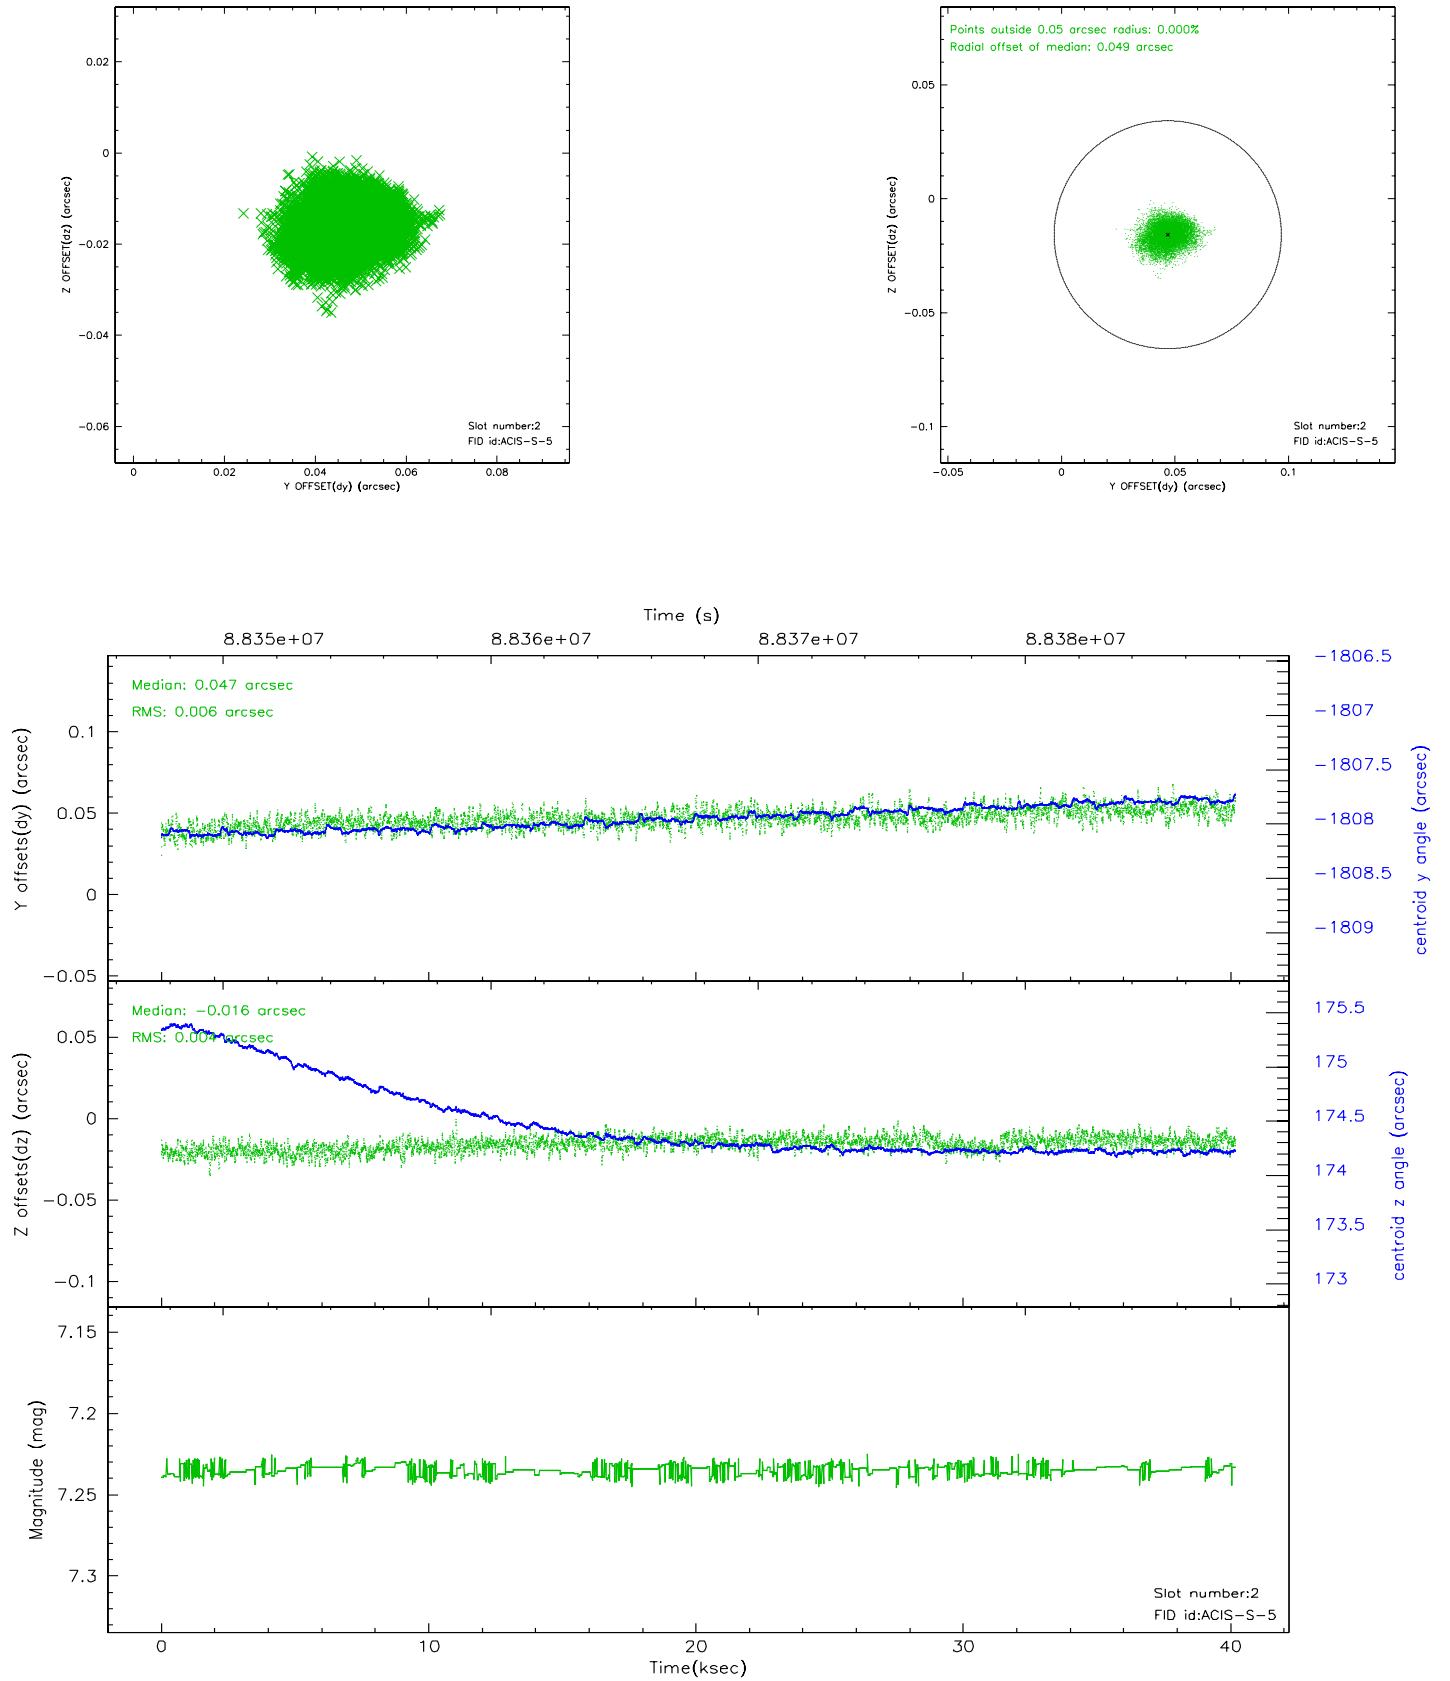 0.02
0
-0.02
-0.04
-0.06
Z OFFSET(dz) (arcsec)
Slot number:2
FID id:ACIS-S-5
0 0.02 0.04 0.06 0.08
Y OFFSET(dy) (arcsec)
Points outside 0.05 arcsec radius: 0.000%
Radial offset of median: 0.049 arcsec
0.05
0
-0.05
-0.1
Z OFFSET(dz) (arcsec)
Slot number:2
FID id:ACIS-S-5
-0.05 0 0.05 0.1
Y OFFSET(dy) (arcsec)
Time (s)
8.835e+07 8.836e+07 8.837e+07 8.838e+07
Median: 0.047 arcsec
RMS: 0.006 arcsec
0.1
0.05
0
-0.05
Y offsets(dy) (arcsec)
-1806.5
-1807
-1807.5
-1808
-1808.5
-1809
centroid y angle (arcsec)
Median: -0.016 arcsec
RMS: 0.004 arcsec
0.05
0
-0.05
-0.1
Z offsets(dz) (arcsec)
175.5
175
174.5
174
173.5
173
centroid z angle (arcsec)
7.15
7.2
7.25
7.3
Magnitude (mag)
Slot number:2
FID id:ACIS-S-5
0 10 20 30 40
Time(ksec)